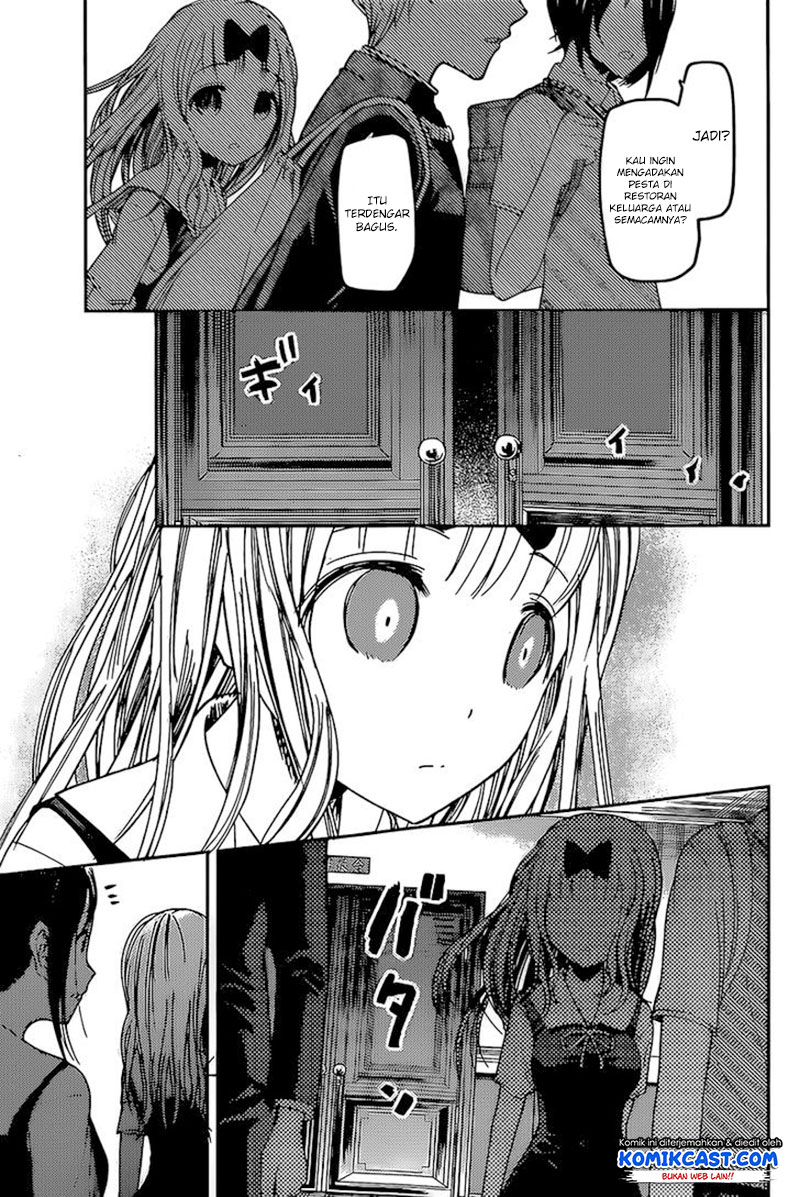 JADI?
KAU INGIN
MENGADAKAN
PESTA DI
RESTORAN
KELUARGA ATAU
SEMACAMNYA?
ITU
TERDENGAR
BAGUS.
ギィ
ィィィ
バタン
Komik ini diterjemahkan & diedit oleh
KOMIKCAST.COM
BUKAN WEB LAIN!!